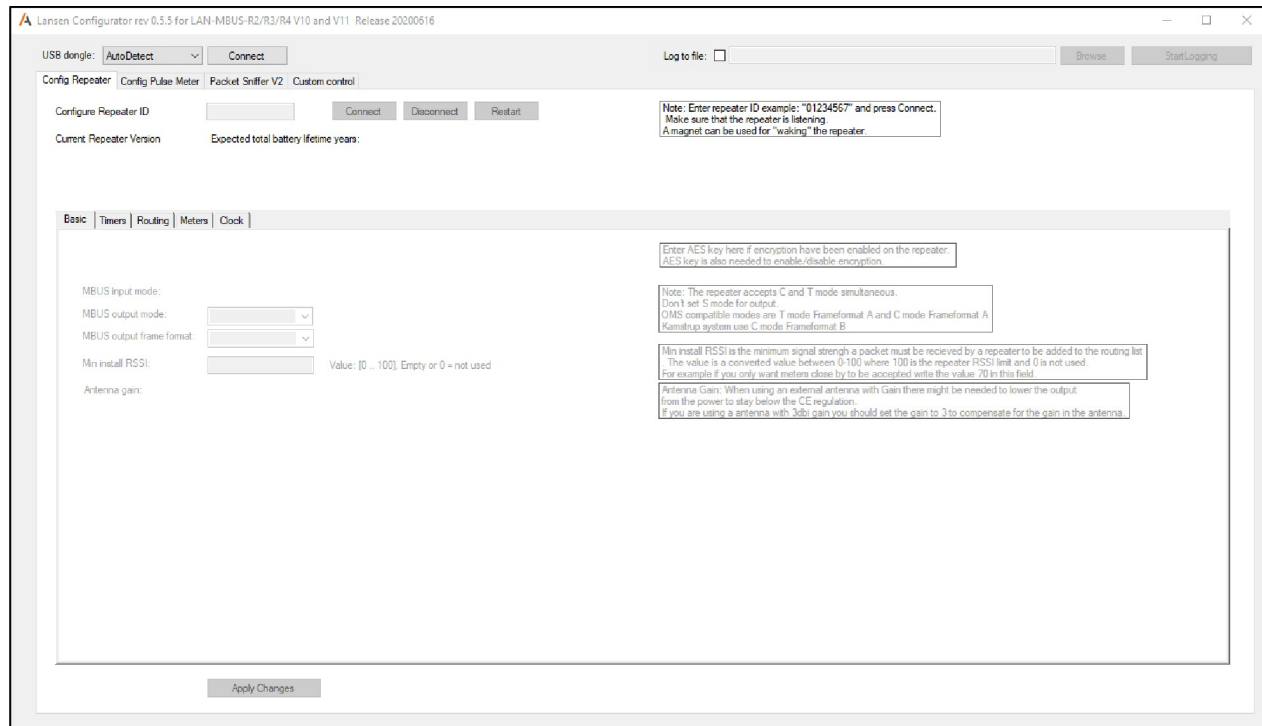 Lansen Configurator rev 0.5.5 for LAN-MBUS-R2/R3/R4 V10 and V11 Release 20200616
USB dongle: AutoDetect Connect Log to file: Browse StartLogging
Config Repeater Config Pulse Meter Packet Sniffer V2 Custom control
Configure Repeater ID Connect Disconnect Restart
Note: Enter repeater ID example: "01234567" and press Connect.
Make sure that the repeater is listening.
A magnet can be used for "waking" the repeater.
Current Repeater Version Expected total battery lifetime years:
Basic Timers Routing Meters Clock
Enter AES key here if encryption have been enabled on the repeater.
AES key is also needed to enable/disable encryption.
MBUS input mode:
MBUS output mode:
MBUS output frame format:
Note: The repeater accepts C and T mode simultaneous.
Don't set S mode for output.
OMS compatible modes are T mode Frameformat A and C mode Frameformat A
Kamstrup system use C mode Frameformat B
Min install RSSI: Value: [0 .. 100], Empty or 0 = not used
Min install RSSI is the minimum signal strengh a packet must be recieved by a repeater to be added to the routing list
. The value is a converted value between 0-100 where 100 is the repeater RSSI limit and 0 is not used.
For example if you only want meters close by to be accepted write the value 70 in this field.
Antenna gain:
Antenna Gain: When using an external antenna with Gain there might be needed to lower the output
from the power to stay below the CE regulation.
If you are using a antenna with 3dbi gain you should set the gain to 3 to compensate for the gain in the antenna.
Apply Changes